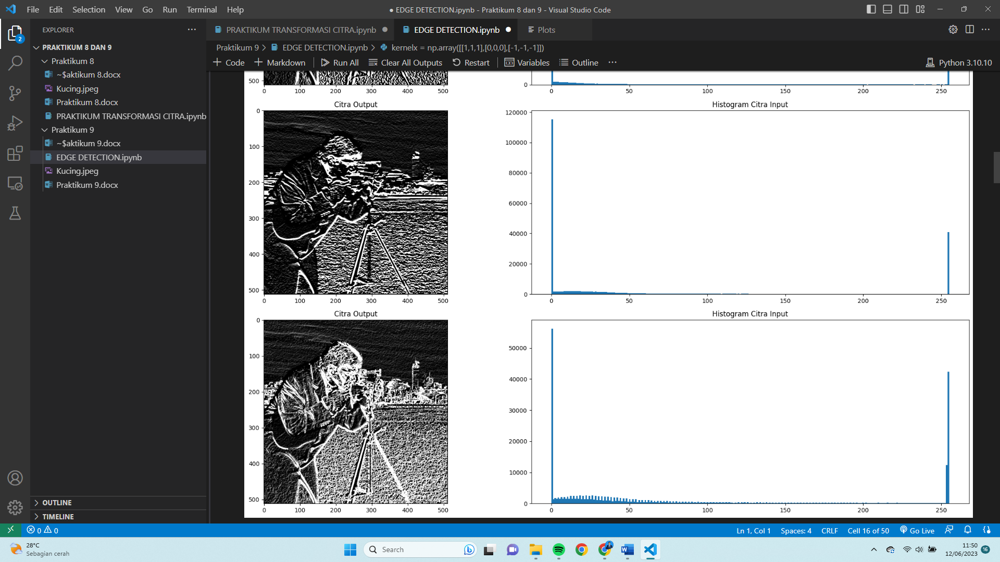 File Edit Selection View Go Run Terminal Help
● EDGE DETECTION.ipynb - Praktikum 8 dan 9 - Visual Studio Code
EXPLORER
PRAKTIKUM TRANSFORMASI CITRA.ipynb
EDGE DETECTION.ipynb
Plots
PRAKTIKUM 8 DAN 9
Praktikum 9 > EDGE DETECTION.ipynb > kernelx = np.array([[1,1,1],[0,0,0],[-1,-1,-1]])
Code Markdown Run All Clear All Outputs Restart Variables Outline Python 3.10.10
2
Praktikum 8
~$aktikum 8.docx
Kucing.jpeg
Praktikum 8.docx
PRAKTIKUM TRANSFORMASI CITRA.ipynb
Praktikum 9
~$aktikum 9.docx
EDGE DETECTION.ipynb
Kucing.jpeg
Praktikum 9.docx
OUTLINE
TIMELINE
500
0 100 200 300 400 500
0
0 50 100 150 200 250
Citra Output
0
100
200
300
400
500
0 100 200 300 400 500
Histogram Citra Input
120000
100000
80000
60000
40000
20000
0
0 50 100 150 200 250
Citra Output
0
100
200
300
400
500
0 100 200 300 400 500
Histogram Citra Input
50000
40000
30000
20000
10000
0
0 50 100 150 200 250
0 0
Ln 1, Col 1 Spaces: 4 CRLF Cell 16 of 50 Go Live
28°C
Sebagian cerah
Search
11:50
12/06/2023
16